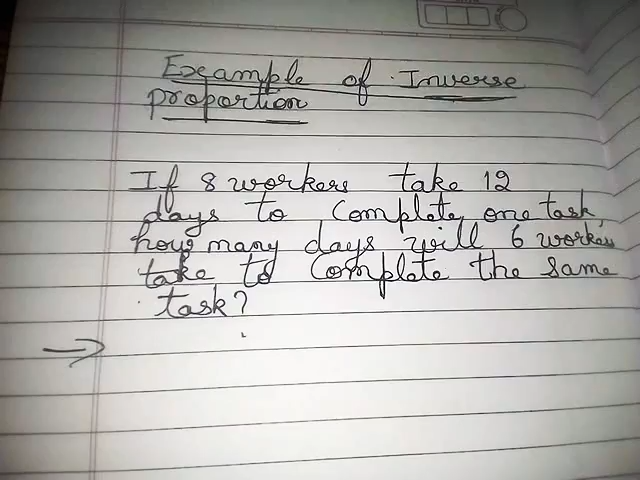 Example of Inverse
proportion
If 8 workers take 12
days to complete one task,
how many days will 6 workers
take to complete the same
task?